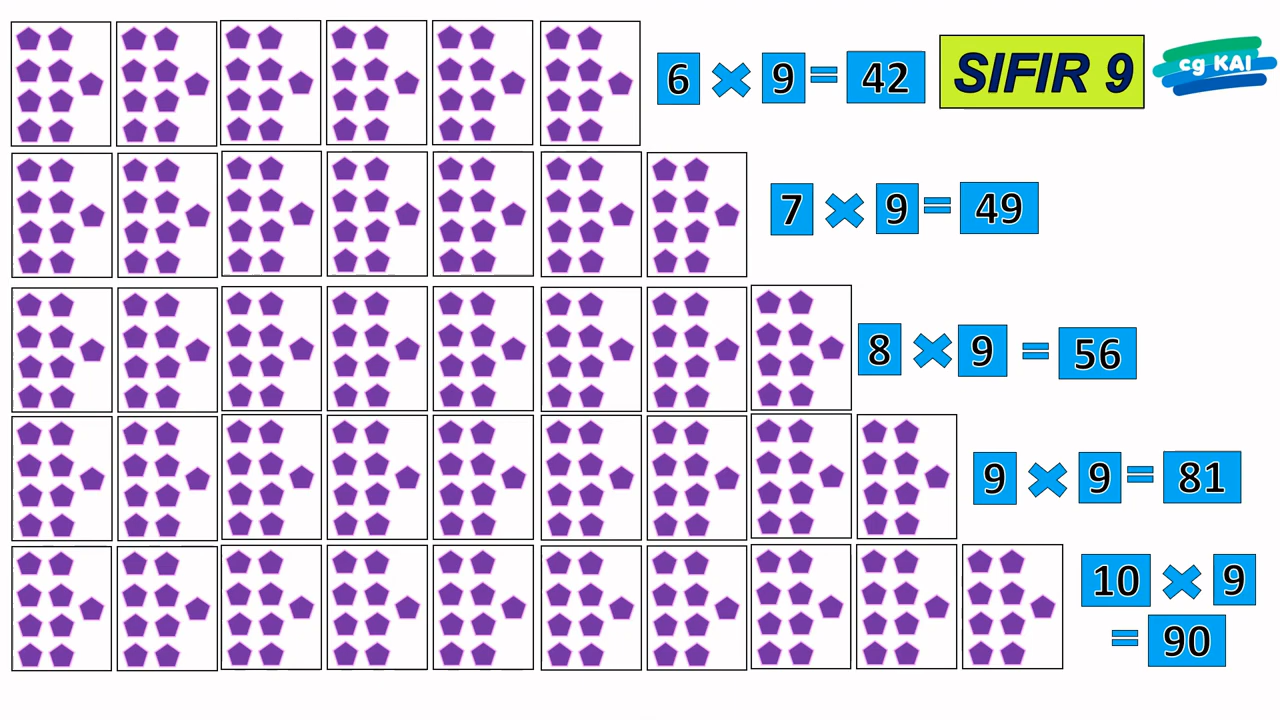 6 × 9 = 42 SIFIR 9 cg KAI
7 × 9 = 49
8 × 9 = 56
9 × 9 = 81
10 × 9
= 90